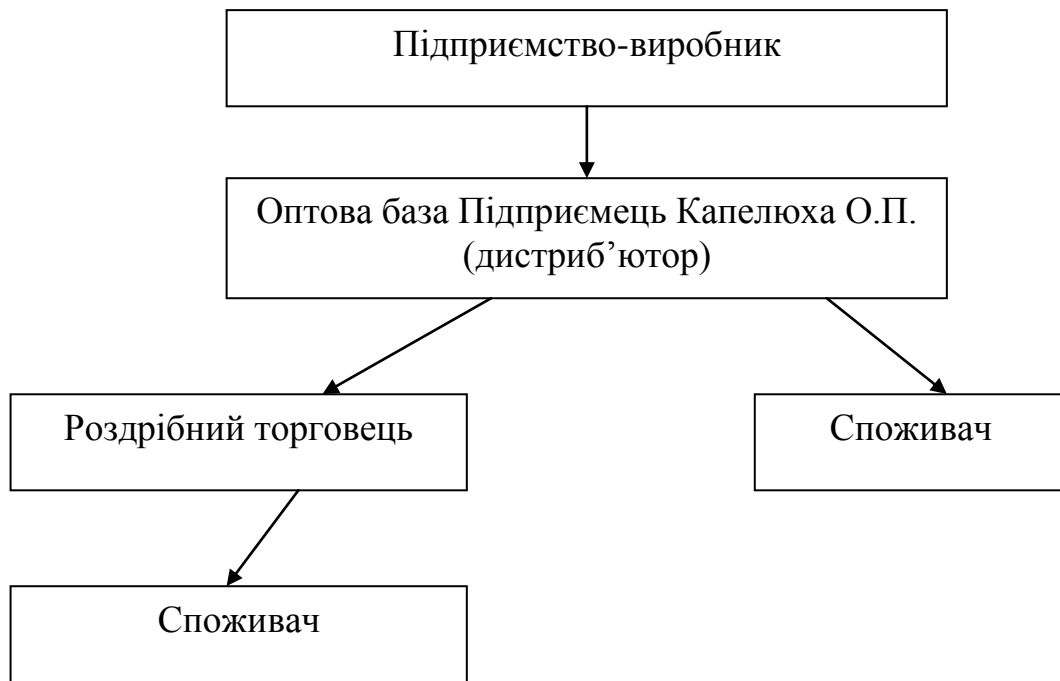 Підприємство-виробник
Оптова база Підприємець Капелюха О.П.
(дистриб’ютор)
Роздрібний торговець
Споживач
Споживач